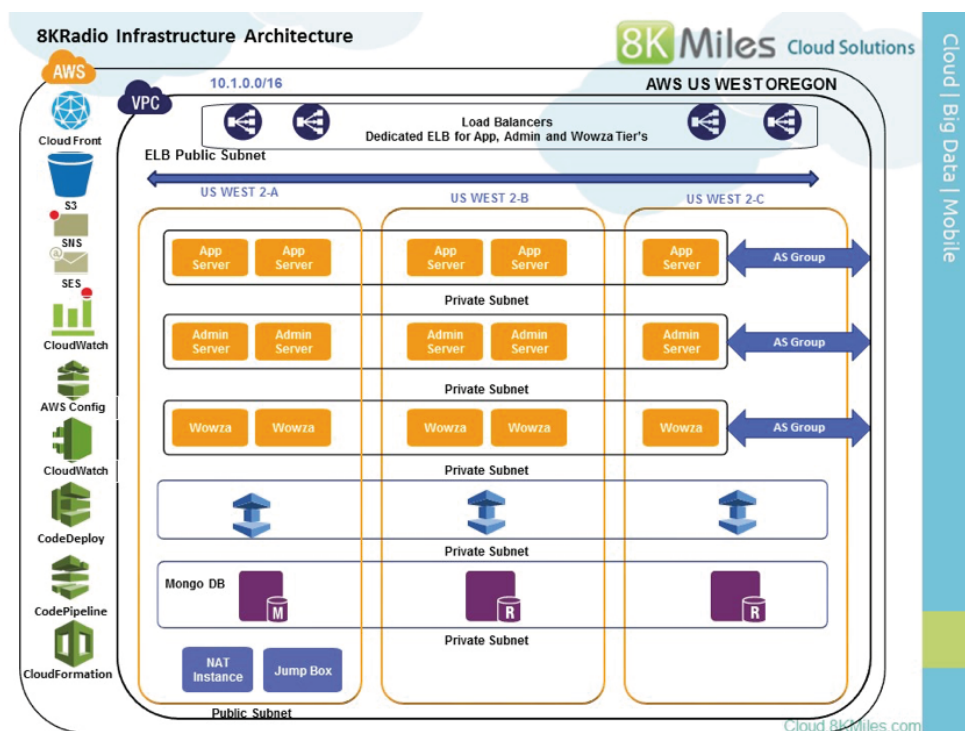 8KRadio Infrastructure Architecture
8K Miles Cloud Solutions
AWS
10.1.0.0/16
AWS US WEST OREGON
VPC
Load Balancers
Dedicated ELB for App, Admin and Wowza Tier's
Cloud Front
ELB Public Subnet
US WEST 2-A
US WEST 2-B
US WEST 2-C
S3
SNS
@
SES
CloudWatch
AWS Config
CloudWatch
CodeDeploy
CodePipeline
CloudFormation
App Server
App Server
App Server
App Server
App Server
AS Group
Private Subnet
Admin Server
Admin Server
Admin Server
Admin Server
Admin Server
AS Group
Private Subnet
Wowza
Wowza
Wowza
Wowza
Wowza
AS Group
Private Subnet
Private Subnet
Mongo DB
M
R
R
Private Subnet
NAT Instance
Jump Box
Public Subnet
Cloud | Big Data | Mobile
Cloud 8KMiles.com